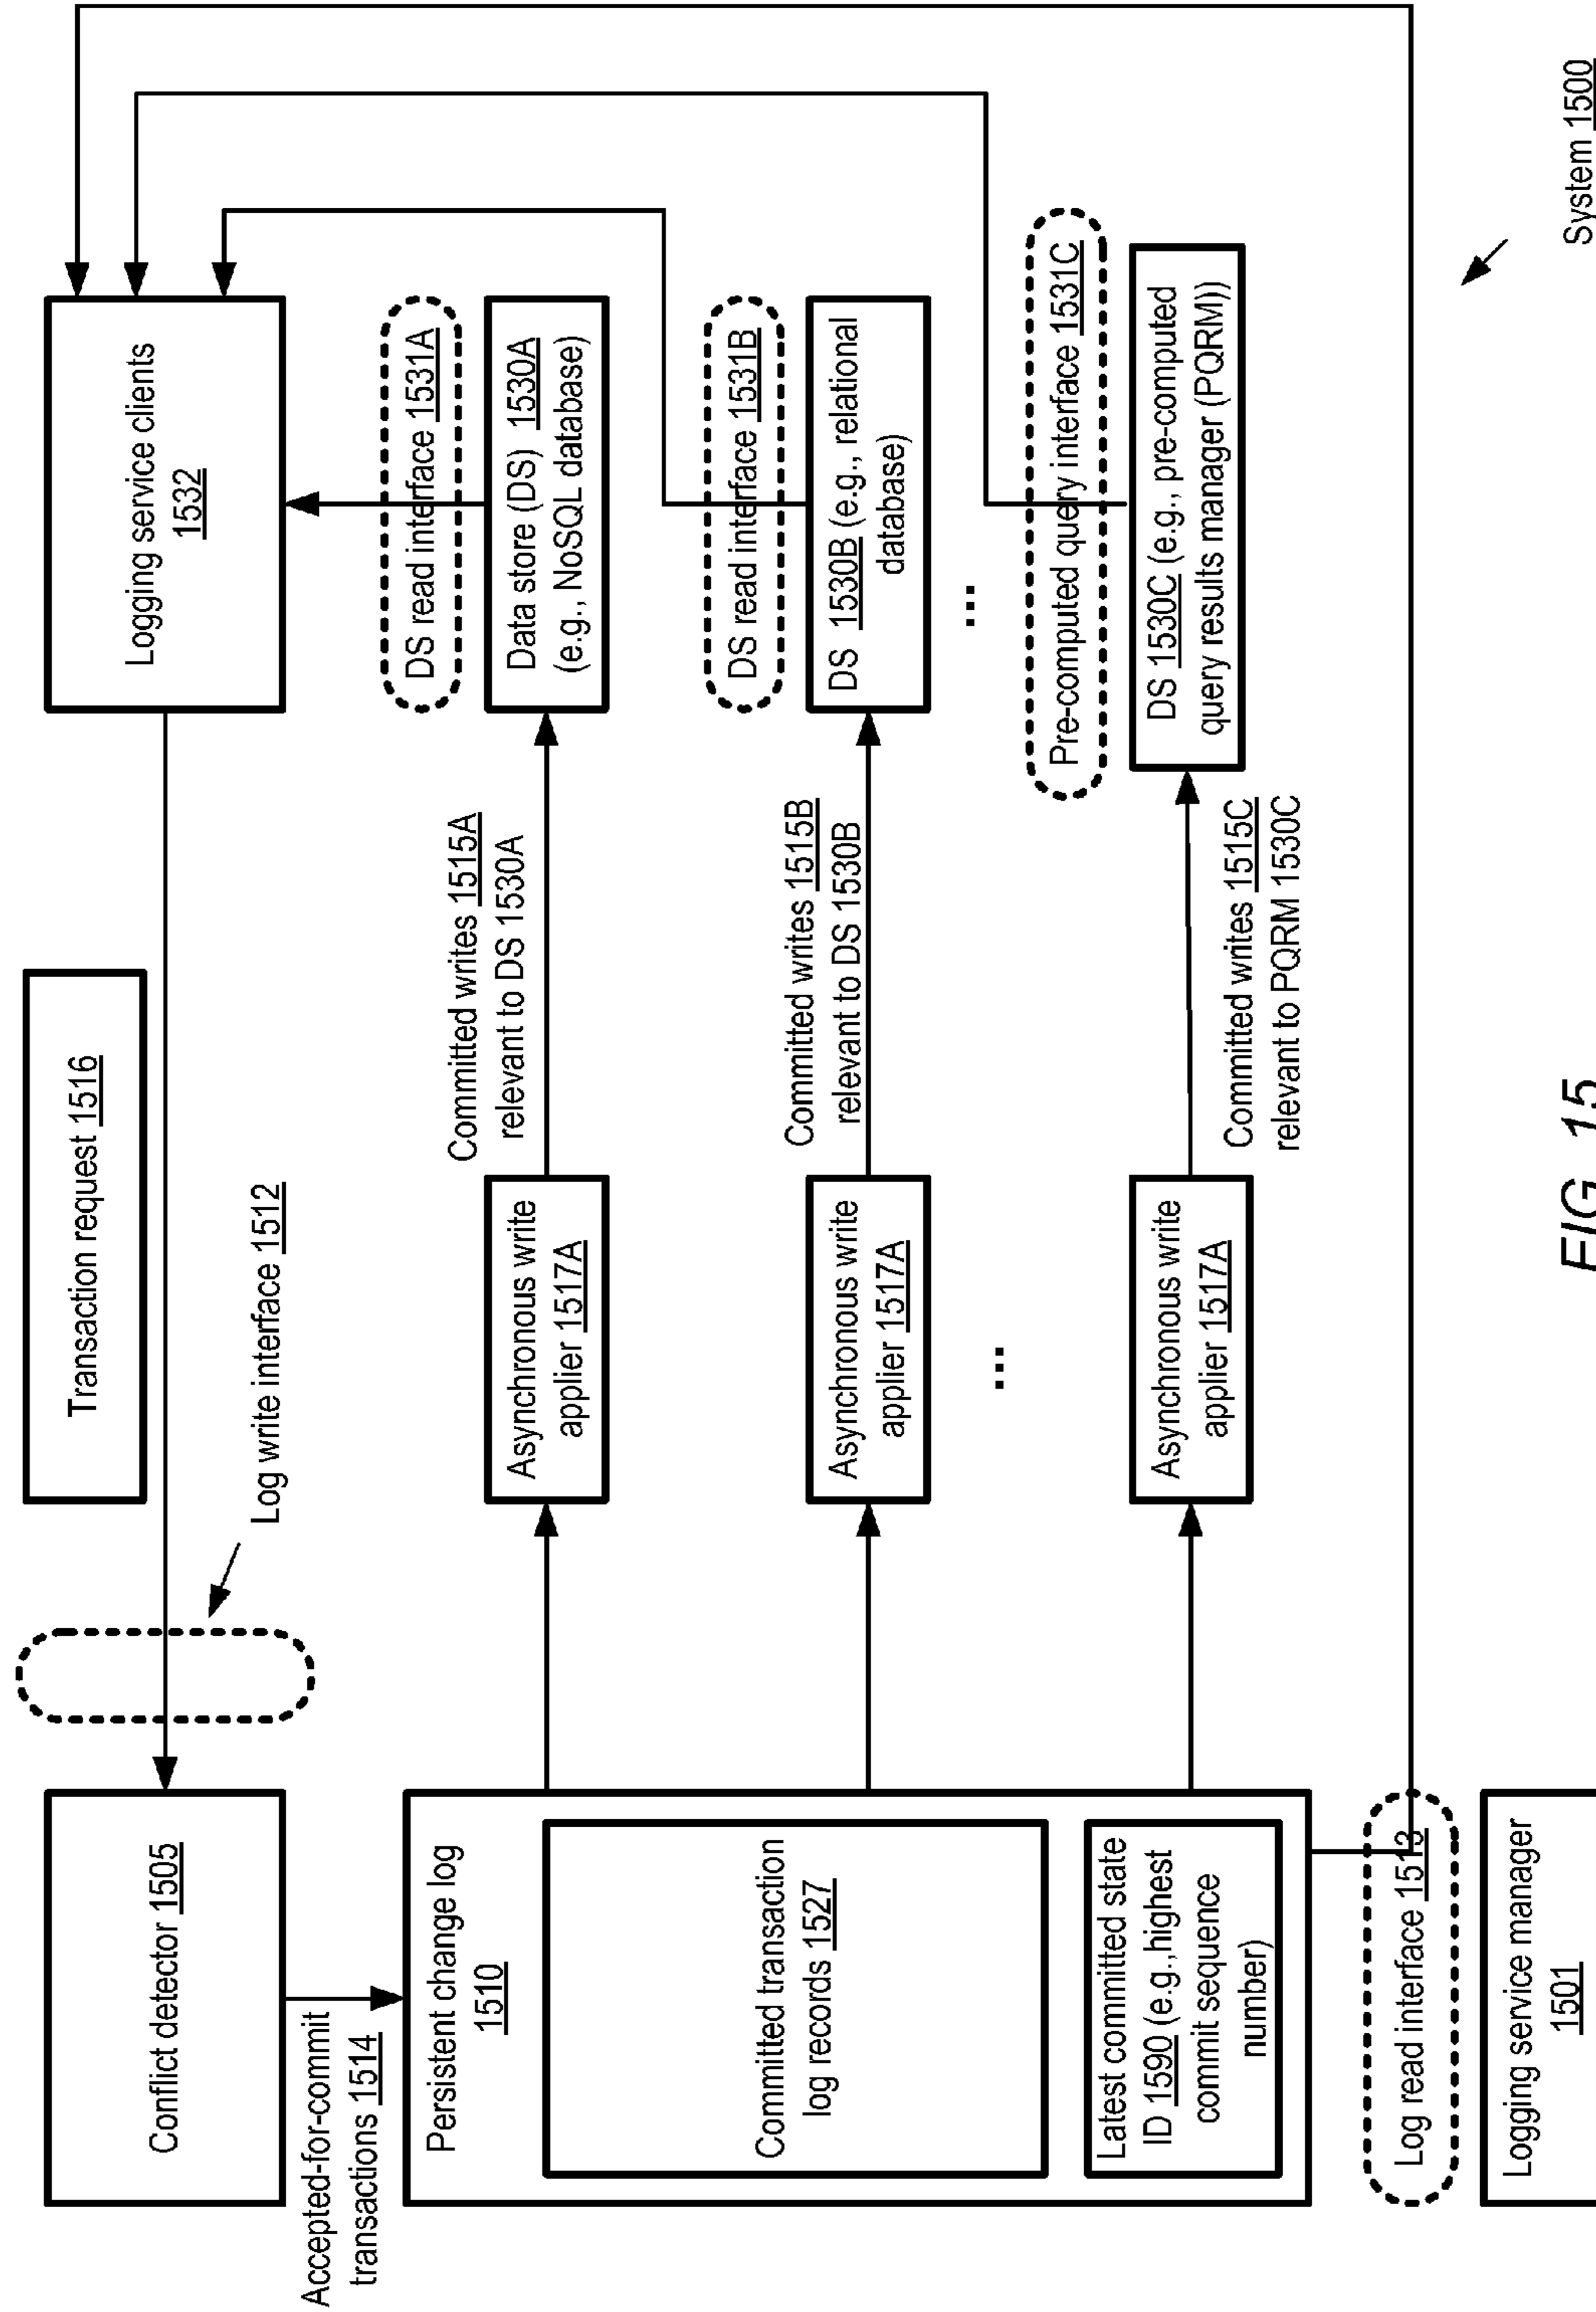 Conflict detector 1505
Accepted-for-commit
transactions 1514
Persistent change log
1510
Committed transaction
log records 1527
Latest committed state
ID 1590 (e.g.,highest
commit sequence
number)
Log read interface 1513
Logging service manager
1501
Transaction request 1516
Log write interface 1512
Asynchronous write
applier 1517A
Asynchronous write
applier 1517A
...
Asynchronous write
applier 1517A
Committed writes 1515A
relevant to DS 1530A
Committed writes 1515B
relevant to DS 1530B
Committed writes 1515C
relevant to PQRM 1530C
Logging service clients
1532
DS read interface 1531A
Data store (DS) 1530A
(e.g., NoSQL database)
DS read interface 1531B
DS 1530B (e.g., relational
database)
...
Pre-computed query interface 1531C
DS 1530C (e.g., pre-computed
query results manager (PQRM))
System 1500
FIG. 15